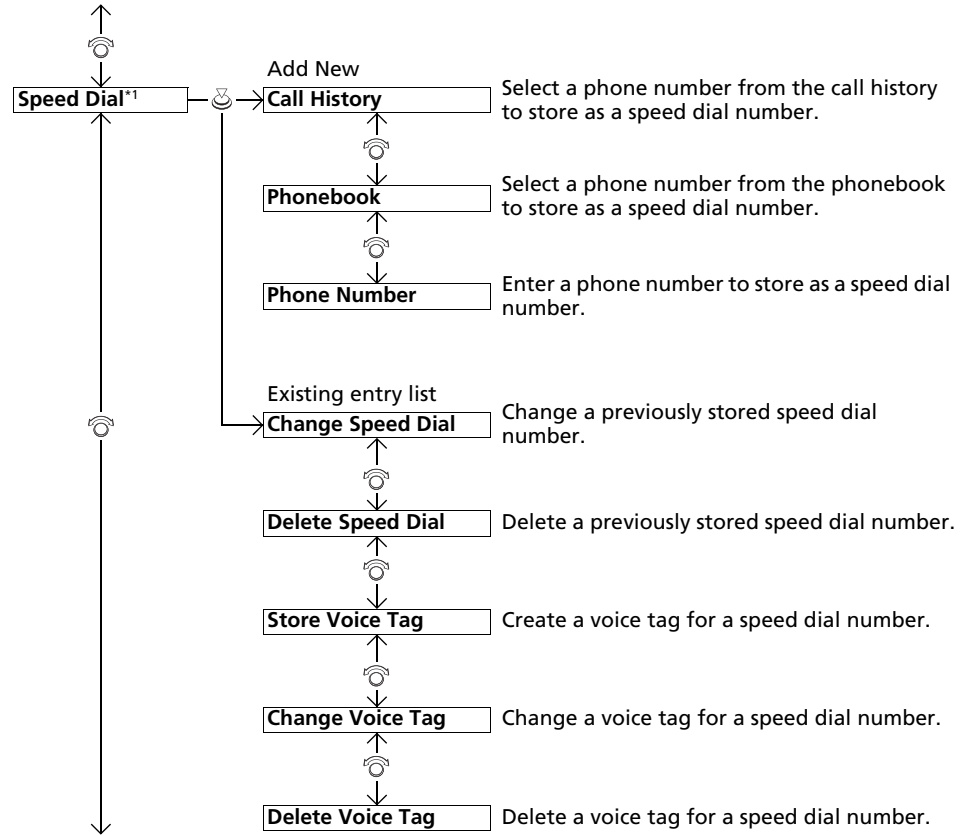 Add New
Speed Dial*1
Call History
Select a phone number from the call history
to store as a speed dial number.
Phonebook
Select a phone number from the phonebook
to store as a speed dial number.
Phone Number
Enter a phone number to store as a speed dial
number.
Existing entry list
Change Speed Dial
Change a previously stored speed dial
number.
Delete Speed Dial
Delete a previously stored speed dial number.
Store Voice Tag
Create a voice tag for a speed dial number.
Change Voice Tag
Change a voice tag for a speed dial number.
Delete Voice Tag
Delete a voice tag for a speed dial number.